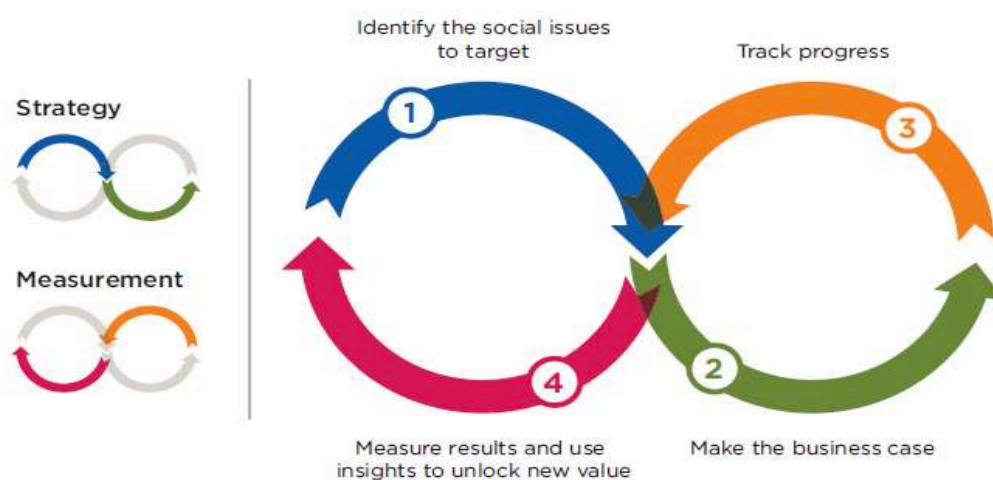 Strategy
Measurement
Identify the social issues
to target
1
Track progress
3
4
Measure results and use
insights to unlock new value
2
Make the business case